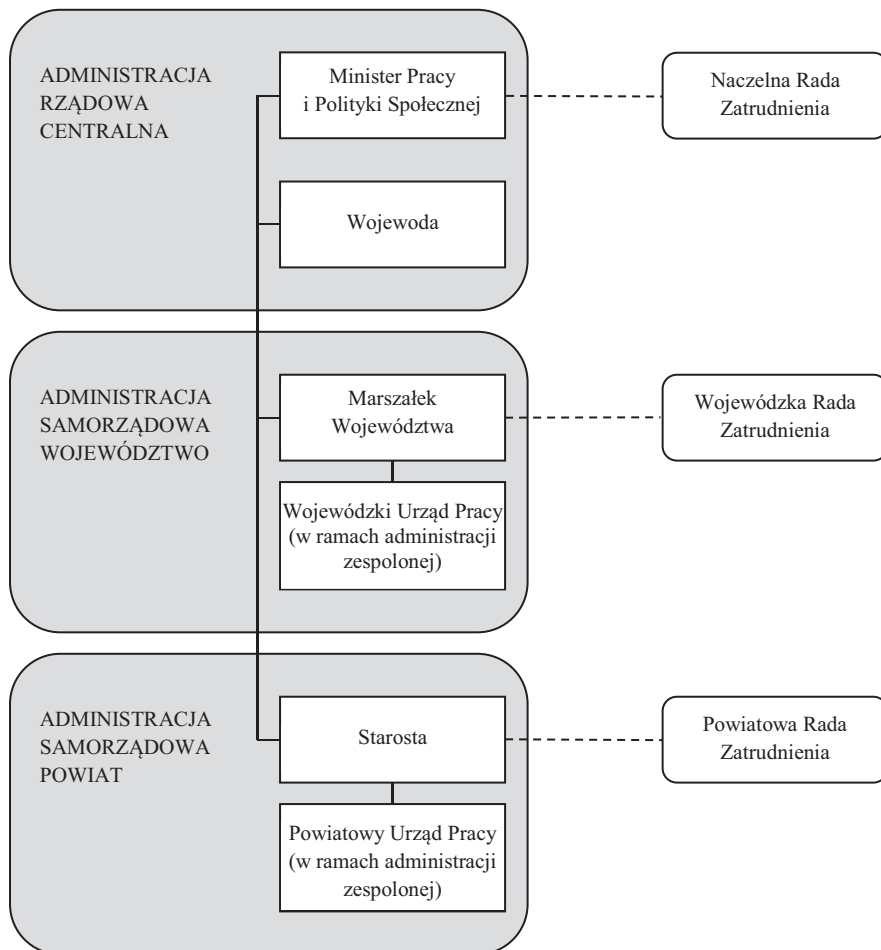 ADMINISTRACJA
RZĄDOWA
CENTRALNA
Minister Pracy
i Polityki Społecznej
Naczelna Rada
Zatrudnienia
Wojewoda
ADMINISTRACJA
SAMORZĄDOWA
WOJEWÓDZTWO
Marszałek
Województwa
Wojewódzka Rada
Zatrudnienia
Wojewódzki Urząd Pracy
(w ramach administracji
zespolonej)
ADMINISTRACJA
SAMORZĄDOWA
POWIAT
Starosta
Powiatowa Rada
Zatrudnienia
Powiatowy Urząd Pracy
(w ramach administracji
zespolonej)